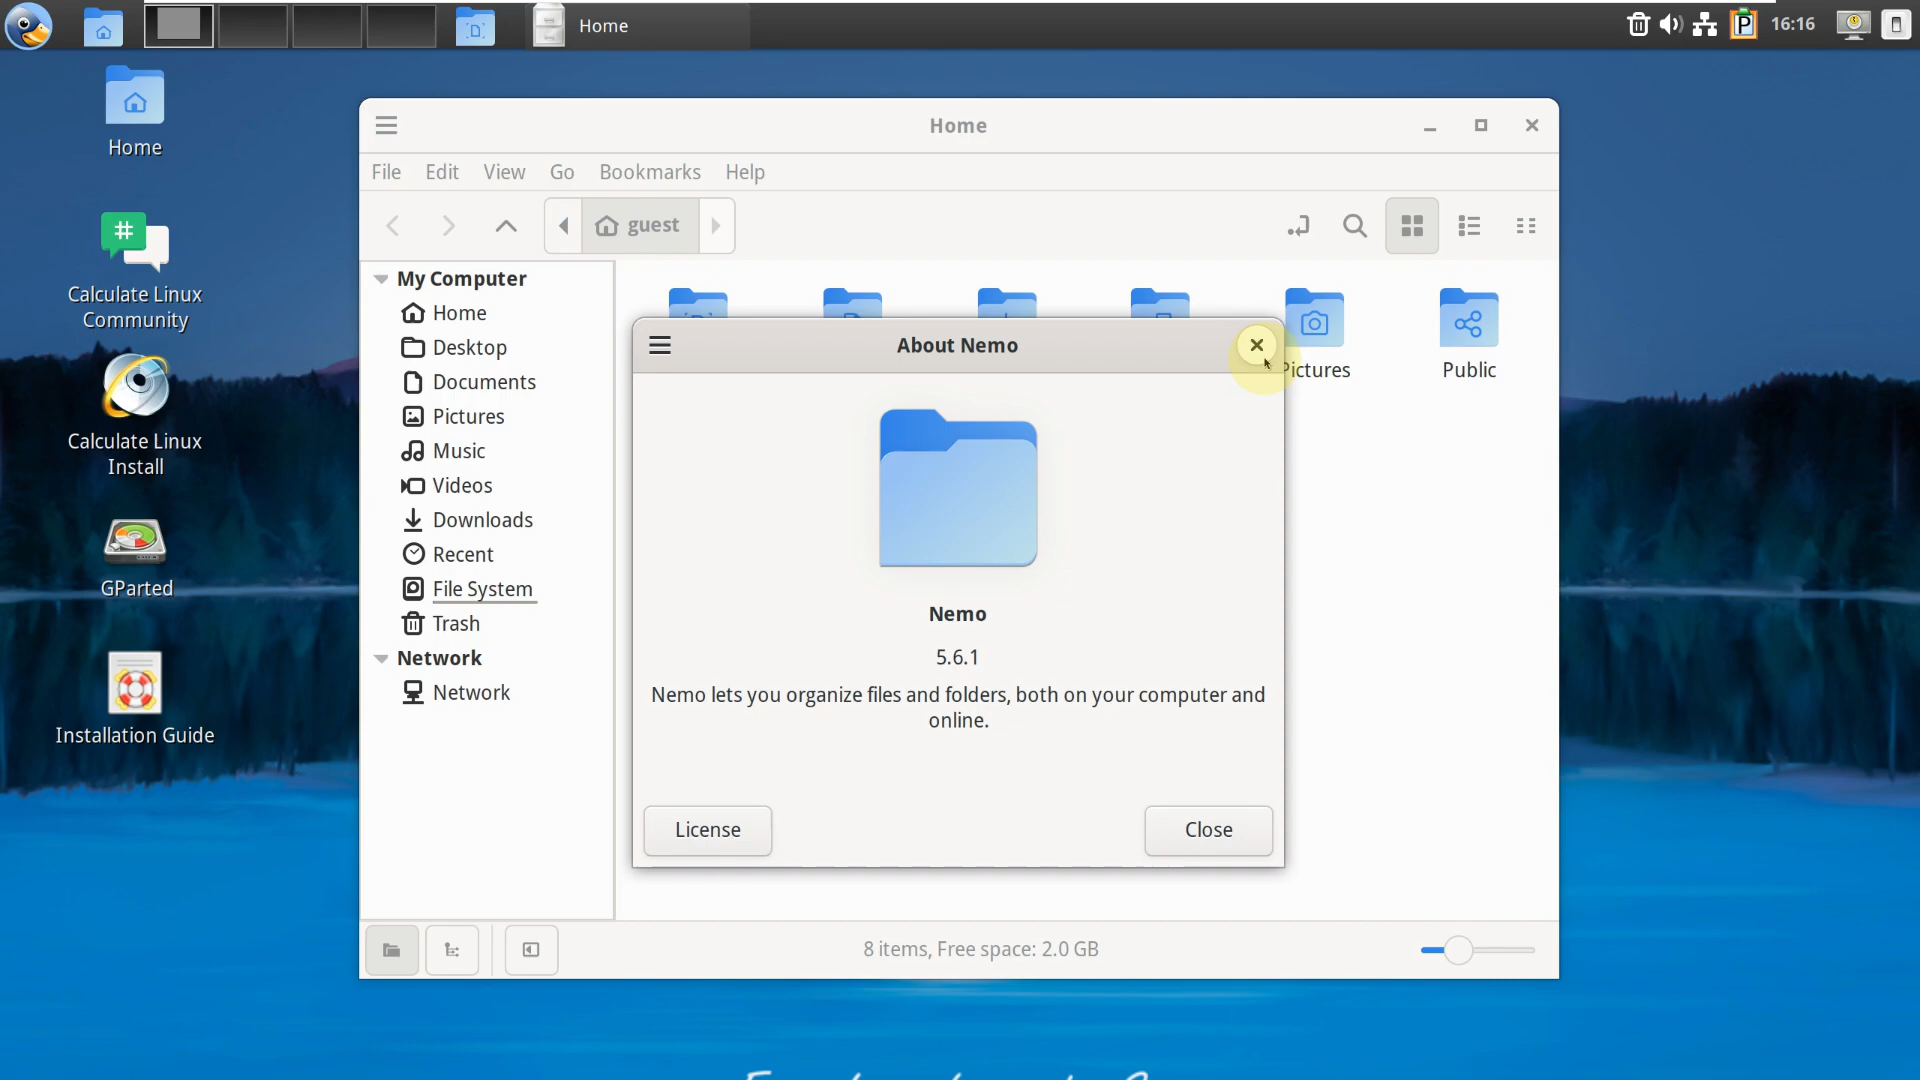 Home
16:16
Home
Calculate Linux
Community
Calculate Linux
Install
GParted
Installation Guide
Home
File Edit View Go Bookmarks Help
guest
My Computer
Home
Desktop
Documents
Pictures
Music
Videos
Downloads
Recent
File System
Trash
Network
Network
Pictures
Public
About Nemo
Nemo
5.6.1
Nemo lets you organize files and folders, both on your computer and
online.
License
Close
8 items, Free space: 2.0 GB